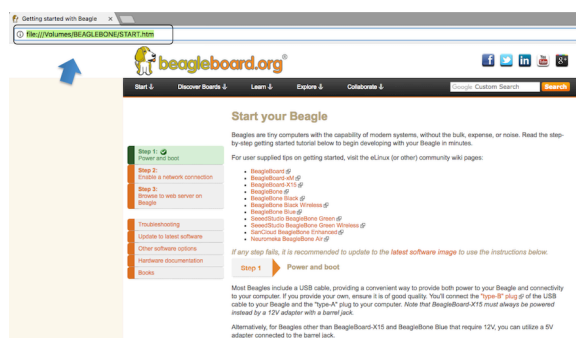 Getting started with Beagle
file:///Volumes/BEAGLEBONE/START.htm
beagleboard.org®
Start Discover Boards Learn Explore Collaborate Google Custom Search Search
Start your Beagle
Beagles are tiny computers with the capability of modern systems, without the bulk, expense, or noise. Read the step-
by-step getting started tutorial below to begin developing with your Beagle in minutes.
Step 1:
Power and boot
Step 2:
Enable a network connection
Step 3:
Browse to web server on
Beagle
Troubleshooting
Update to latest software
Other software options
Hardware documentation
Books
For user supplied tips on getting started, visit the eLinux (or other) community wiki pages:
BeagleBoard
BeagleBoard-xM
BeagleBoard-X15
BeagleBone
BeagleBone Black
BeagleBone Black Wireless
BeagleBone Blue
SeeedStudio BeagleBone Green
SeeedStudio BeagleBone Green Wireless
SanCloud BeagleBone Enhanced
Neuromeka BeagleBone Air
If any step fails, it is recommended to update to the latest software image to use the instructions below.
Step 1 Power and boot
Most Beagles include a USB cable, providing a convenient way to provide both power to your Beagle and connectivity
to your computer. If you provide your own, ensure it is of good quality. You'll connect the "type-B" plug of the USB
cable to your Beagle and the "type-A" plug to your computer. Note that BeagleBoard-X15 must always be powered
instead by a 12V adapter with a barrel jack.
Alternatively, for Beagles other than BeagleBoard-X15 and BeagleBone Blue that require 12V, you can utilize a 5V
adapter connected to the barrel jack.